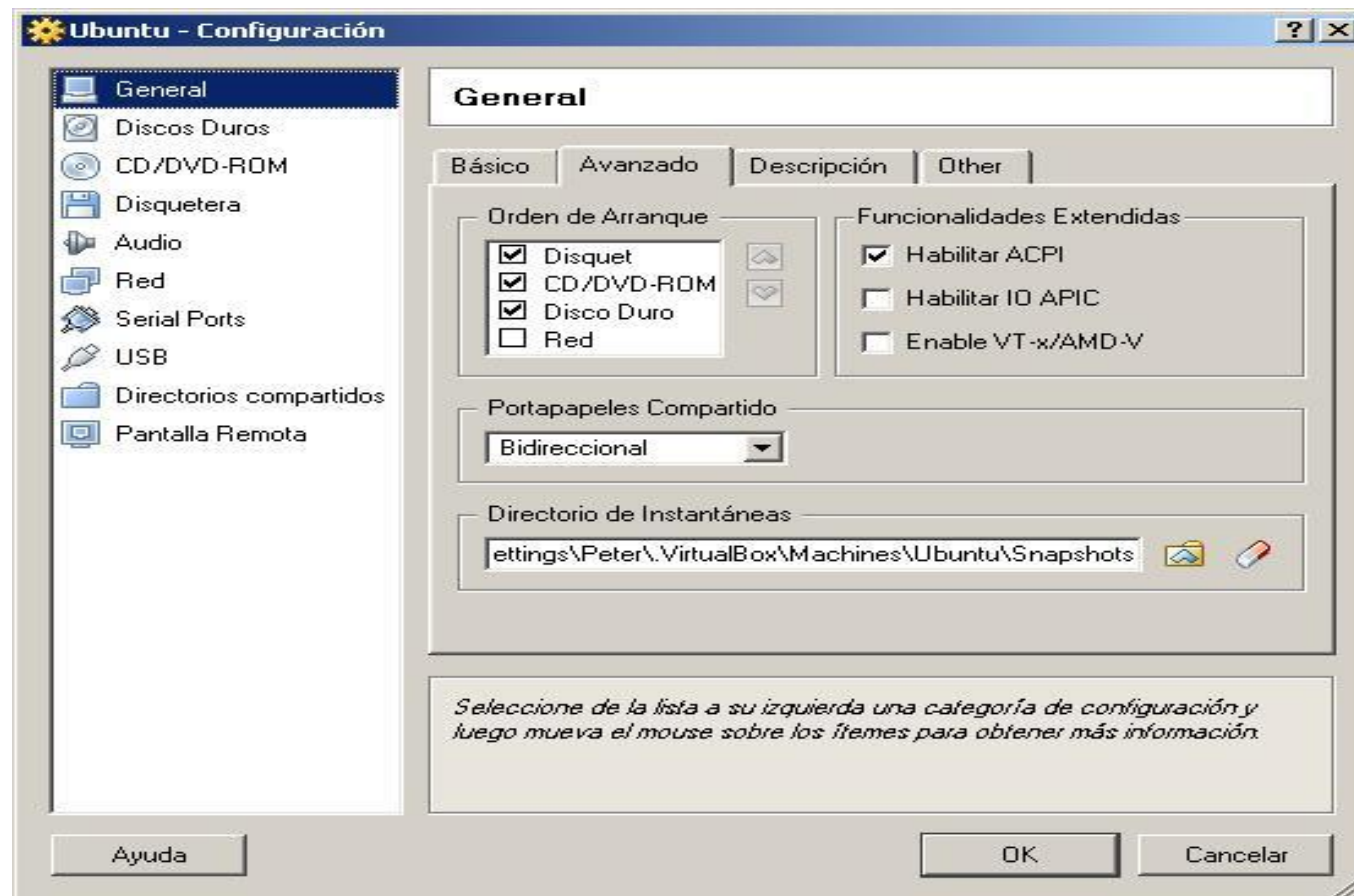 Ubuntu - Configuración
General
Discos Duros
CD/DVD-ROM
Disquetera
Audio
Red
Serial Ports
USB
Directorios compartidos
Pantalla Remota
General
Básico
Avanzado
Descripción
Other
Orden de Arranque
Disquet
CD/DVD-ROM
Disco Duro
Red
Funcionalidades Extendidas
Habilitar ACPI
Habilitar IO APIC
Enable VT-x/AMD-V
Portapapeles Compartido
Bidireccional
Directorio de Instantáneas
ettings\Peter\.VirtualBox\Machines\Ubuntu\Snapshots
Seleccione de la lista a su izquierda una categoría de configuración y
luego mueva el mouse sobre los ítemes para obtener más información.
Ayuda
OK
Cancelar